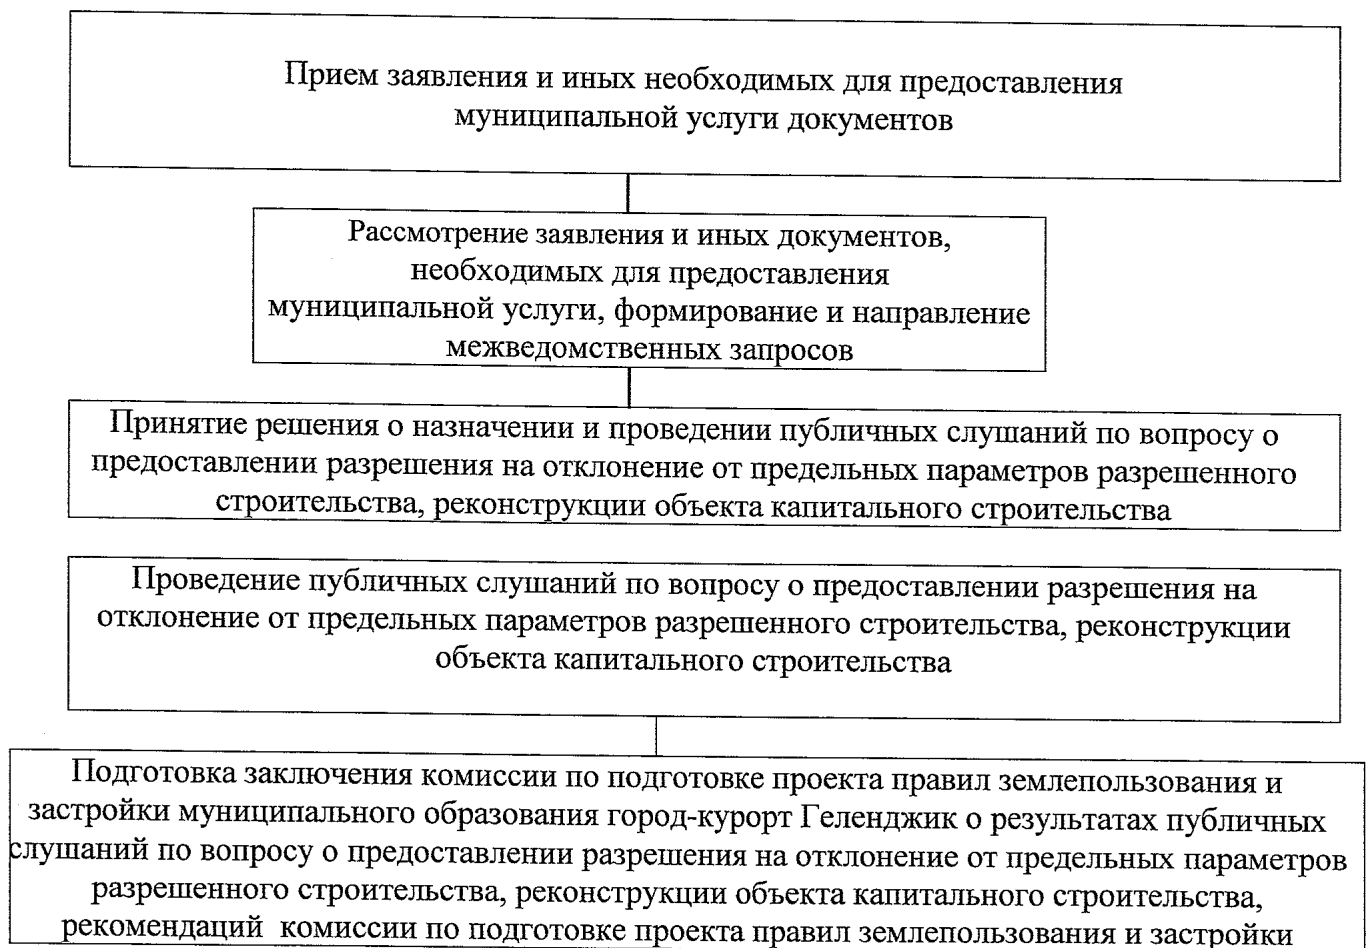 Прием заявления и иных необходимых для предоставления
муниципальной услуги документов
Рассмотрение заявления и иных документов,
необходимых для предоставления
муниципальной услуги, формирование и направление
межведомственных запросов
Принятие решения о назначении и проведении публичных слушаний по вопросу о
предоставлении разрешения на отклонение от предельных параметров разрешенного
строительства, реконструкции объекта капитального строительства
Проведение публичных слушаний по вопросу о предоставлении разрешения на
отклонение от предельных параметров разрешенного строительства, реконструкции
объекта капитального строительства
Подготовка заключения комиссии по подготовке проекта правил землепользования и
застройки муниципального образования город-курорт Геленджик о результатах публичных
слушаний по вопросу о предоставлении разрешения на отклонение от предельных параметров
разрешенного строительства, реконструкции объекта капитального строительства,
рекомендаций комиссии по подготовке проекта правил землепользования и застройки